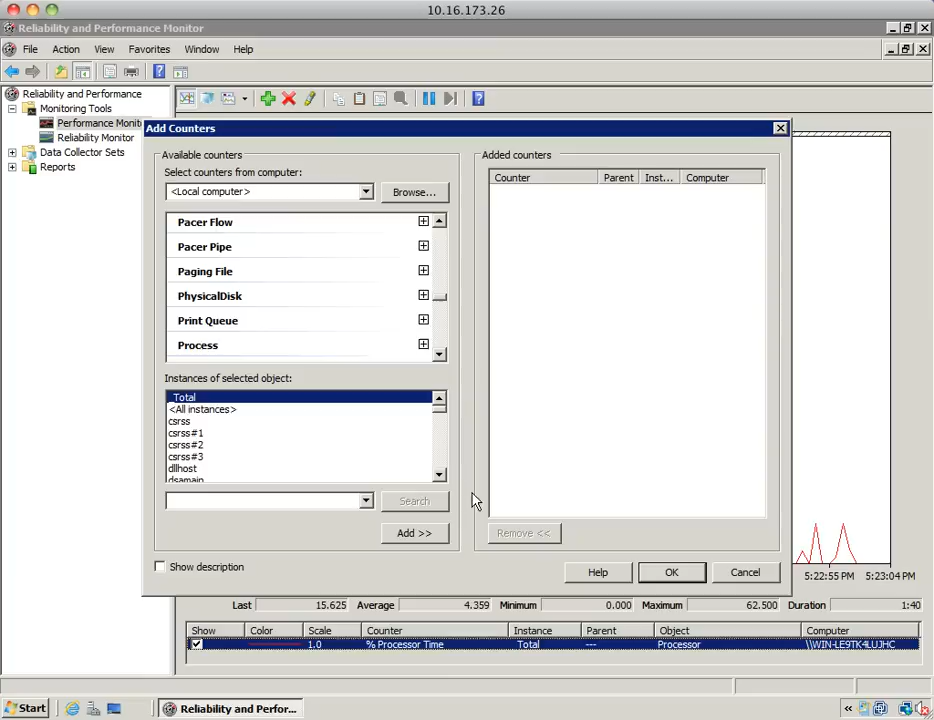 10.16.173.26
Reliability and Performance Monitor
File Action View Favorites Window Help
Reliability and Performance
Monitoring Tools
Performance Monito
Reliability Monitor
Data Collector Sets
Reports
Add Counters
Available counters
Select counters from computer:
<Local computer>
Browse...
Pacer Flow
Pacer Pipe
Paging File
PhysicalDisk
Print Queue
Process
Instances of selected object:
_Total
<All instances>
csrss
csrss#1
csrss#2
csrss#3
dllhost
dsamain
Search
Add >>
Show description
Added counters
Counter Parent Inst... Computer
Remove <<
Help OK Cancel
5:22:55 PM 5:23:04 PM
Last 15.625 Average 4.359 Minimum 0.000 Maximum 62.500 Duration 1:40
Show Color Scale Counter Instance Parent Object Computer
1.0 % Processor Time _Total --- Processor \\WIN-LE9TK4LUJHC
Start
Reliability and Perfor...
«